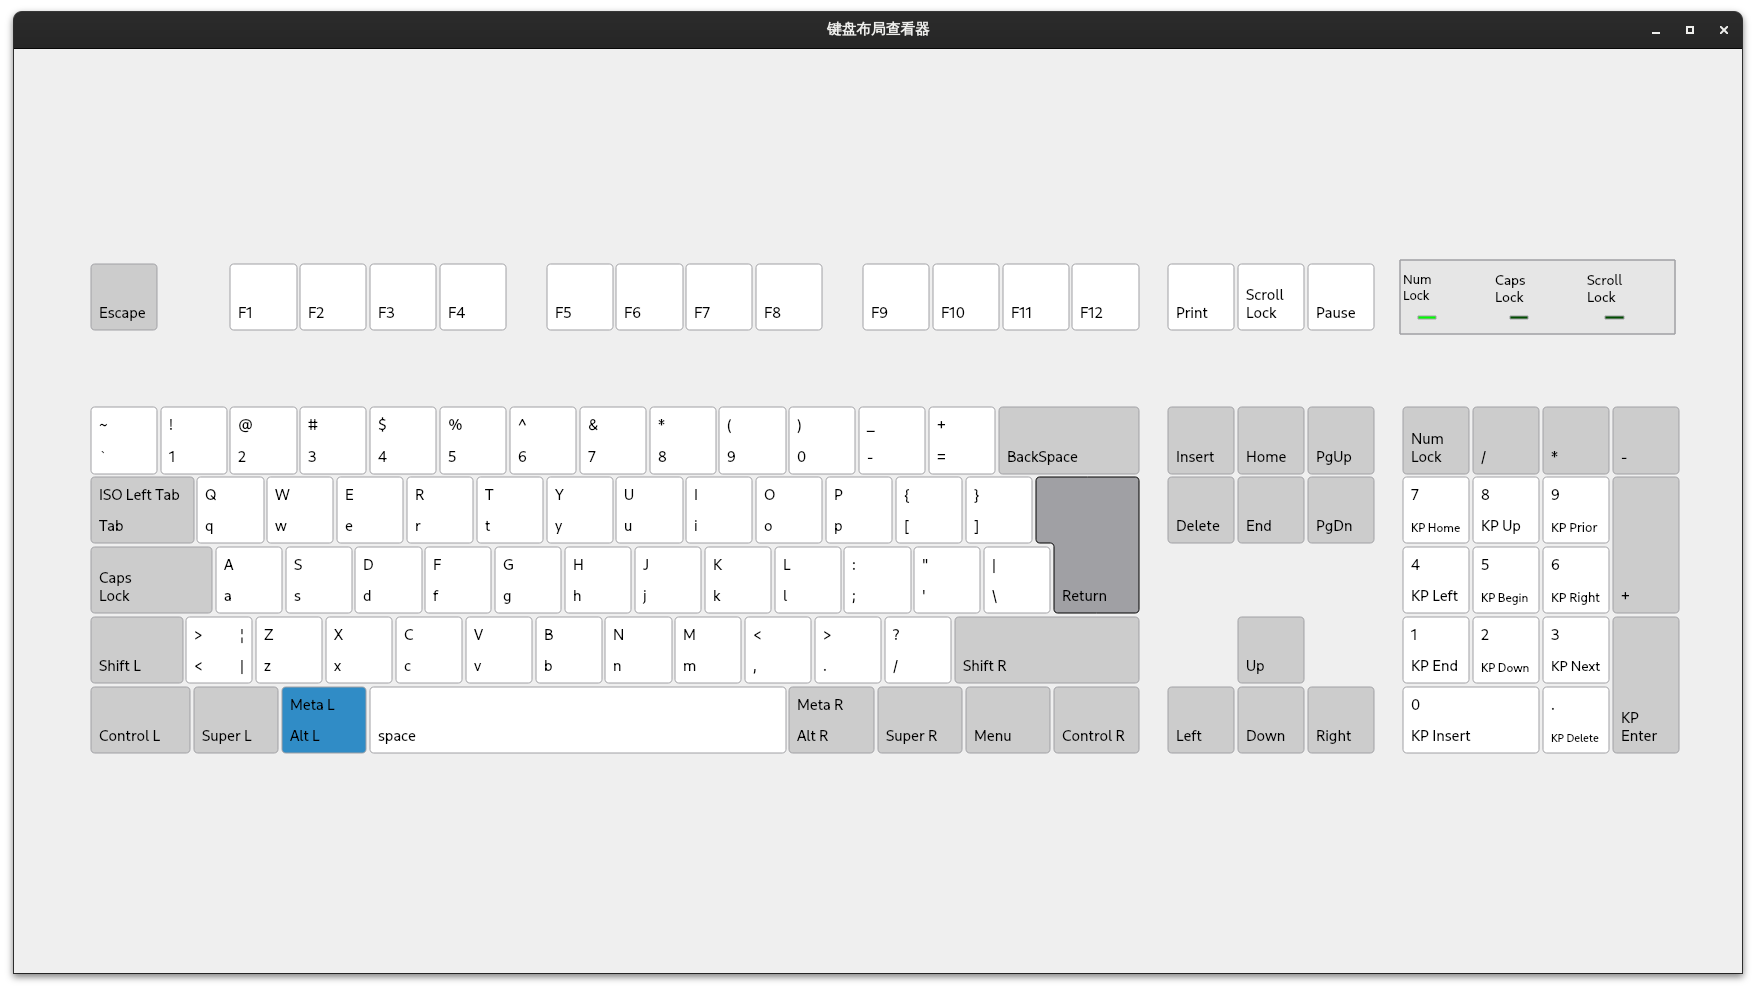 键盘布局查看器
Escape F1 F2 F3 F4 F5 F6 F7 F8 F9 F10 F11 F12 Print Scroll Lock Pause
Num Lock Caps Lock Scroll Lock
~ ! @ # $ % ^ & * ( ) _ +
` 1 2 3 4 5 6 7 8 9 0 - = BackSpace Insert Home PgUp Num Lock / * -
ISO Left Tab Q W E R T Y U I O P { } 7 8 9
Tab q w e r t y u i o p [ ] Delete End PgDn KP Home KP Up KP Prior
Caps Lock A S D F G H J K L : " | 4 5 6
a s d f g h j k l ; ' \ Return KP Left KP Begin KP Right +
> ¦ Z X C V B N M < > ? 1 2 3
Shift L < | z x c v b n m , . / Shift R Up KP End KP Down KP Next
Meta L Meta R 0 .
Control L Super L Alt L space Alt R Super R Menu Control R Left Down Right KP Insert KP Delete KP Enter